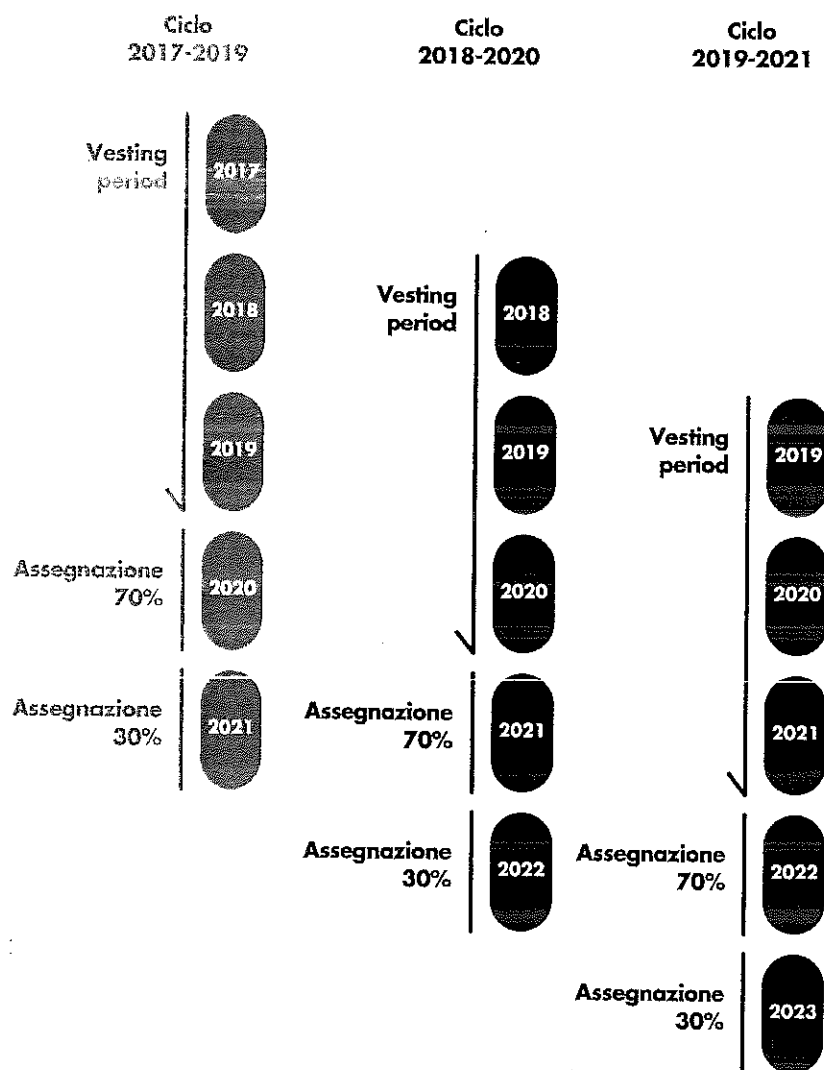 Ciclo
2017-2019
Vesting
period
2017
2018
2019
Assegnazione
70%
2020
Assegnazione
30%
2021
Ciclo
2018-2020
Vesting
period
2018
2019
2020
Assegnazione
70%
2021
Assegnazione
30%
2022
Ciclo
2019-2021
Vesting
period
2019
2020
2021
Assegnazione
70%
2022
Assegnazione
30%
2023